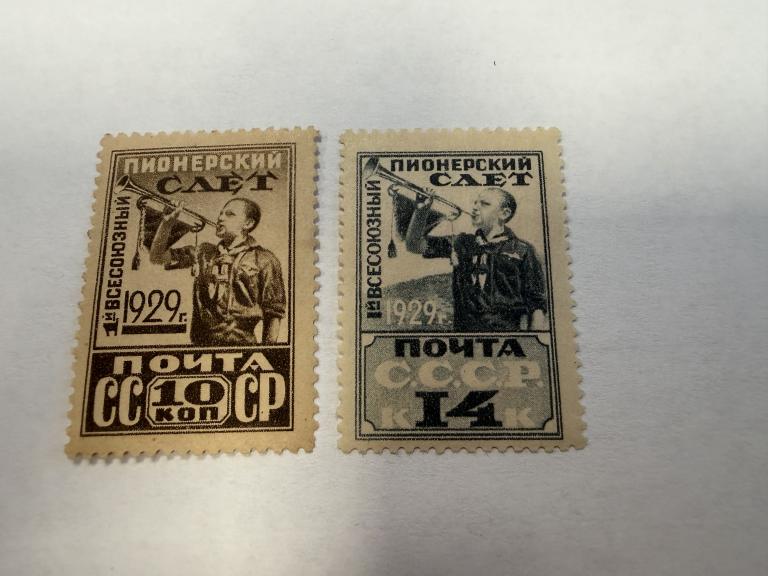 ПИОНЕРСКИЙ
СЛЕТ
1й ВСЕСОЮЗНЫЙ
1929г.
ПОЧТА
СС 10 СР
КОП
ПИОНЕРСКИЙ
СЛЕТ
1й ВСЕСОЮЗНЫЙ
1929г.
ПОЧТА
С.С.С.Р.
К 14 К